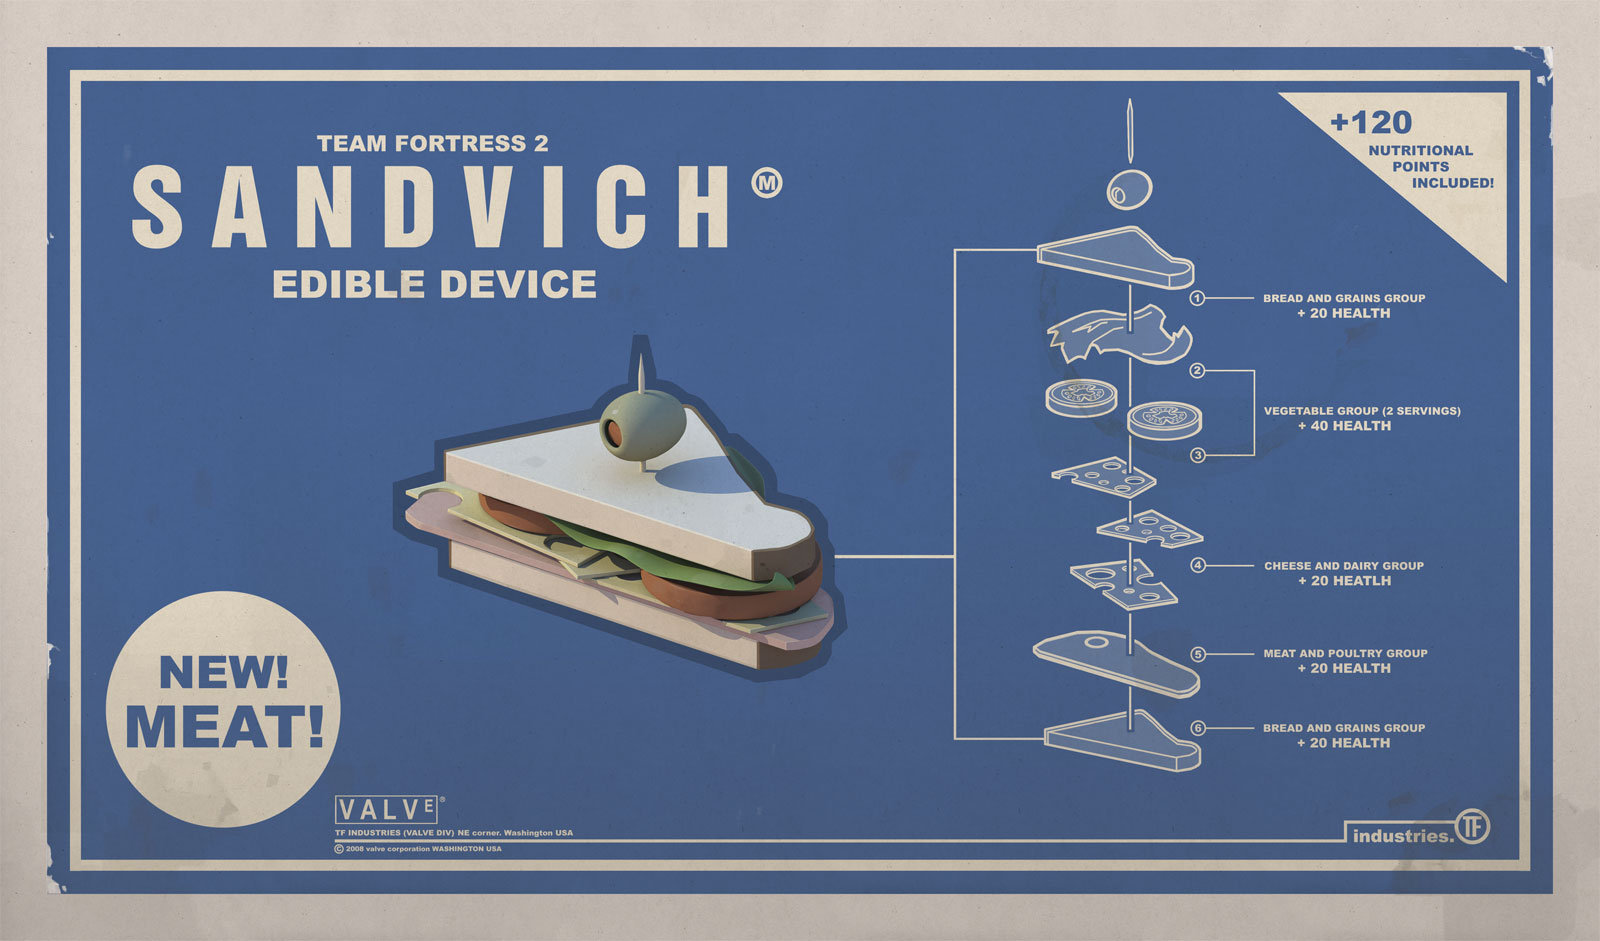 TEAM FORTRESS 2
SANDVICH Ⓜ
EDIBLE DEVICE
+120
NUTRITIONAL
POINTS
INCLUDED!
1
BREAD AND GRAINS GROUP
+ 20 HEALTH
2
VEGETABLE GROUP (2 SERVINGS)
+ 40 HEALTH
3
4
CHEESE AND DAIRY GROUP
+ 20 HEATLH
5
MEAT AND POULTRY GROUP
+ 20 HEALTH
6
BREAD AND GRAINS GROUP
+ 20 HEALTH
NEW!
MEAT!
VALVE®
TF INDUSTRIES (VALVE DIV) NE corner. Washington USA
© 2008 valve corporation WASHINGTON USA
industries. TF